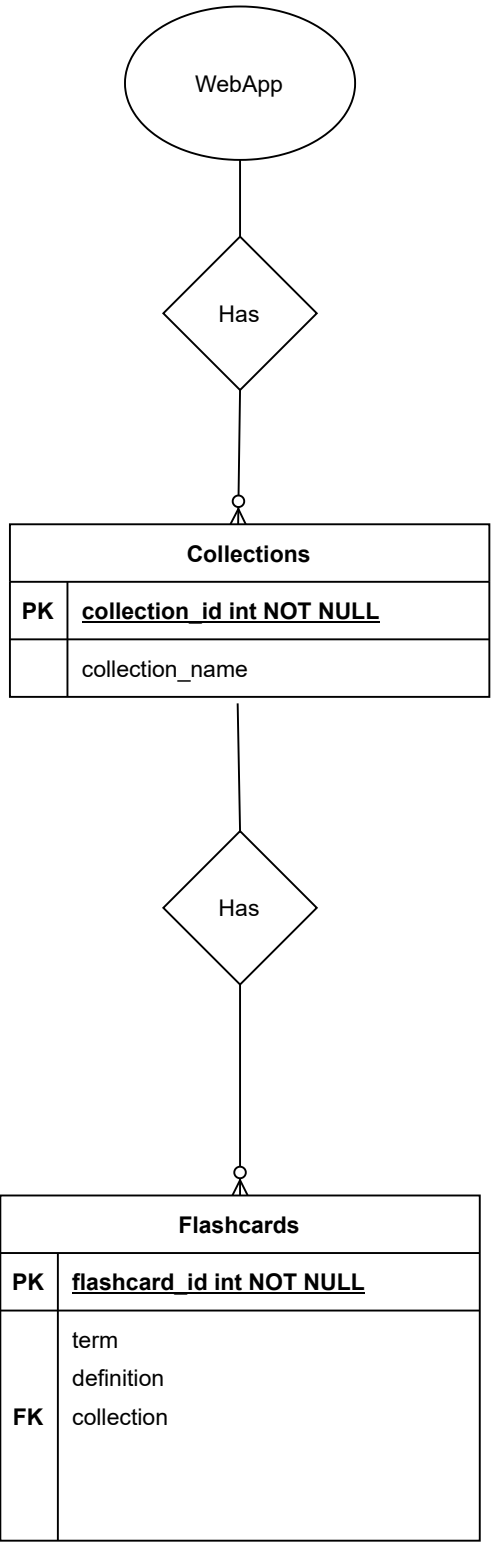 WebApp
Has
Collections
PK collection_id int NOT NULL
collection_name
Has
Flashcards
PK flashcard_id int NOT NULL
term
definition
FK collection